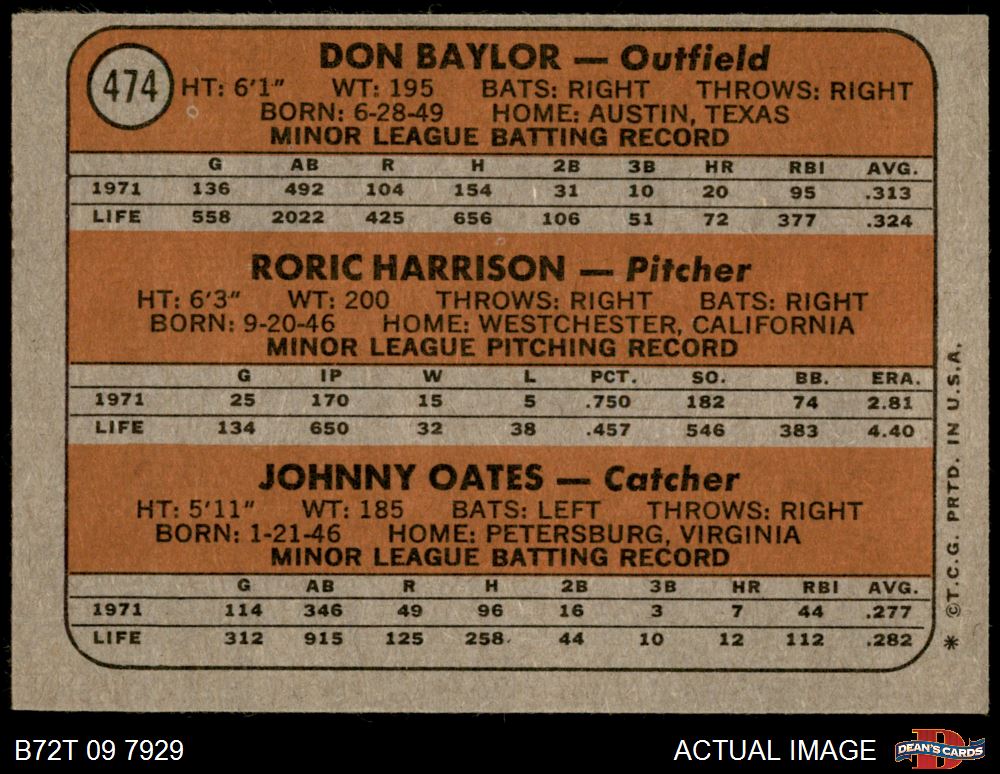 474
DON BAYLOR — Outfield
HT: 6'1" WT: 195 BATS: RIGHT THROWS: RIGHT
BORN: 6-28-49 HOME: AUSTIN, TEXAS
MINOR LEAGUE BATTING RECORD
G AB R H 2B 3B HR RBI AVG.
1971 136 492 104 154 31 10 20 95 .313
LIFE 558 2022 425 656 106 51 72 377 .324
RORIC HARRISON — Pitcher
HT: 6'3" WT: 200 THROWS: RIGHT BATS: RIGHT
BORN: 9-20-46 HOME: WESTCHESTER, CALIFORNIA
MINOR LEAGUE PITCHING RECORD
G IP W L PCT. SO. BB. ERA.
1971 25 170 15 5 .750 182 74 2.81
LIFE 134 650 32 38 .457 546 383 4.40
JOHNNY OATES — Catcher
HT: 5'11" WT: 185 BATS: LEFT THROWS: RIGHT
BORN: 1-21-46 HOME: PETERSBURG, VIRGINIA
MINOR LEAGUE BATTING RECORD
G AB R H 2B 3B HR RBI AVG.
1971 114 346 49 96 16 3 7 44 .277
LIFE 312 915 125 258 44 10 12 112 .282
* ©T.C.G. PRTD. IN U.S.A.
B72T 09 7929
ACTUAL IMAGE
D
DEAN'S CARDS